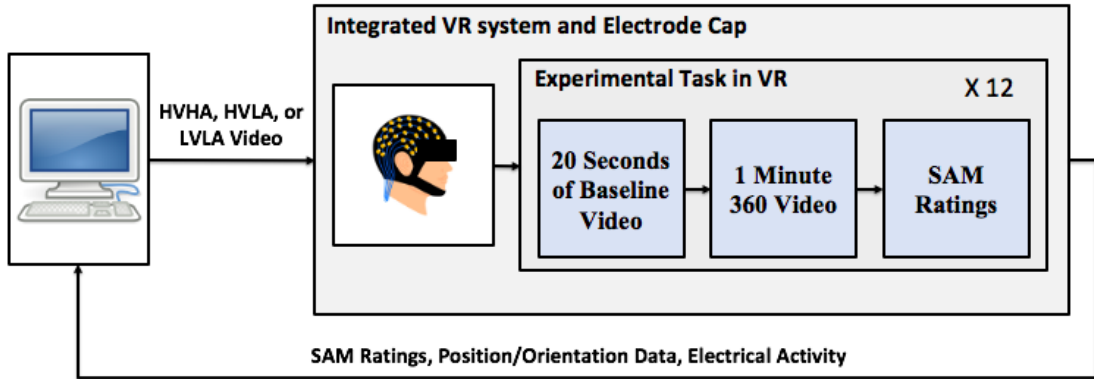 Integrated VR system and Electrode Cap
Experimental Task in VR
X 12
HVHA, HVLA, or
LVLA Video
20 Seconds
of Baseline
Video
1 Minute
360 Video
SAM
Ratings
SAM Ratings, Position/Orientation Data, Electrical Activity